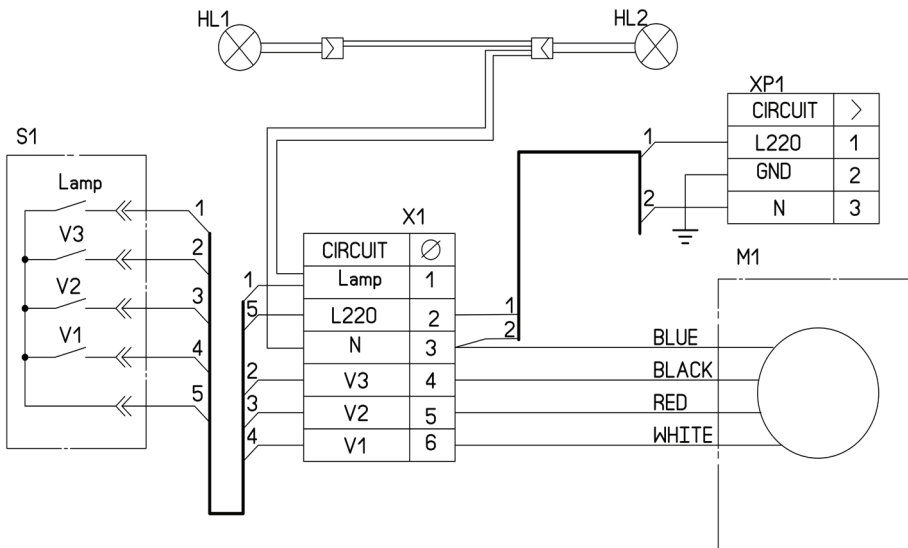 HL1
HL2
XP1
CIRCUIT
L220 1
GND 2
N 3
1
2
S1
Lamp
V3
V2
V1
1
2
3
4
5
1
5
2
3
4
X1
CIRCUIT Ø
Lamp 1
L220 2
N 3
V3 4
V2 5
V1 6
1
2
BLUE
BLACK
RED
WHITE
M1